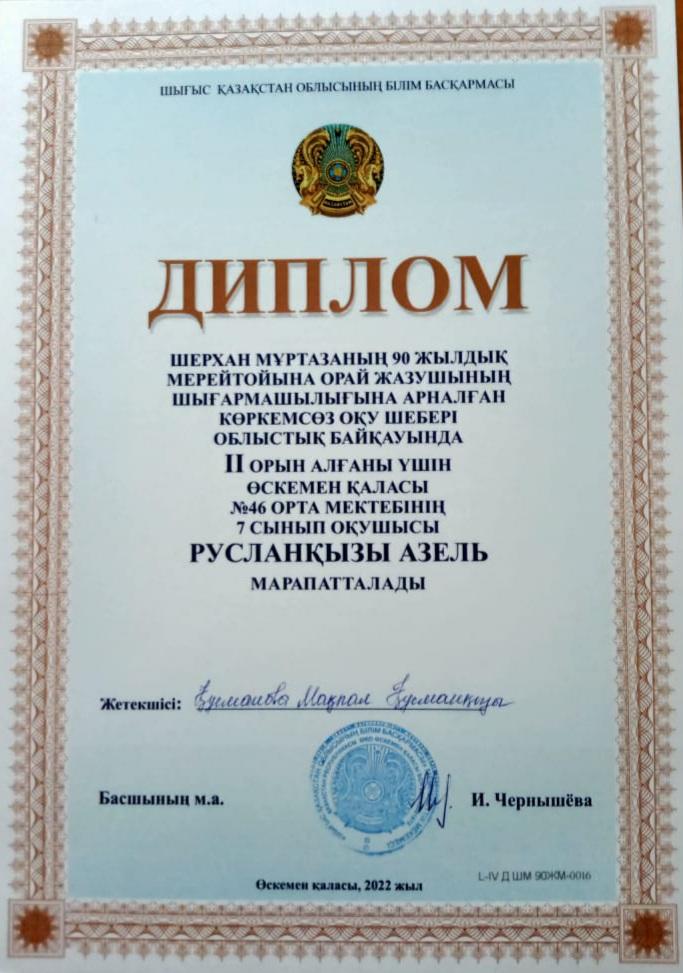 ШЫҒЫС ҚАЗАҚСТАН ОБЛЫСЫНЫҢ БІЛІМ БАСҚАРМАСЫ
ДИПЛОМ
ШЕРХАН МҰРТАЗАНЫҢ 90 ЖЫЛДЫҚ
МЕРЕЙТОЙЫНА ОРАЙ ЖАЗУШЫНЫҢ
ШЫҒАРМАШЫЛЫҒЫНА АРНАЛҒАН
КӨРКЕМСӨЗ ОҚУ ШЕБЕРІ
ОБЛЫСТЫҚ БАЙҚАУЫНДА
II ОРЫН АЛҒАНЫ ҮШІН
ӨСКЕМЕН ҚАЛАСЫ
№46 ОРТА МЕКТЕБІНІҢ
7 СЫНЫП ОҚУШЫСЫ
РУСЛАНҚЫЗЫ АЗЕЛЬ
МАРАПАТТАЛАДЫ
Жетекшісі: Мақпал
Басшының м.а. И. Чернышёва
Өскемен қаласы, 2022 жыл
L-IV Д ШМ 90ЖМ-0016